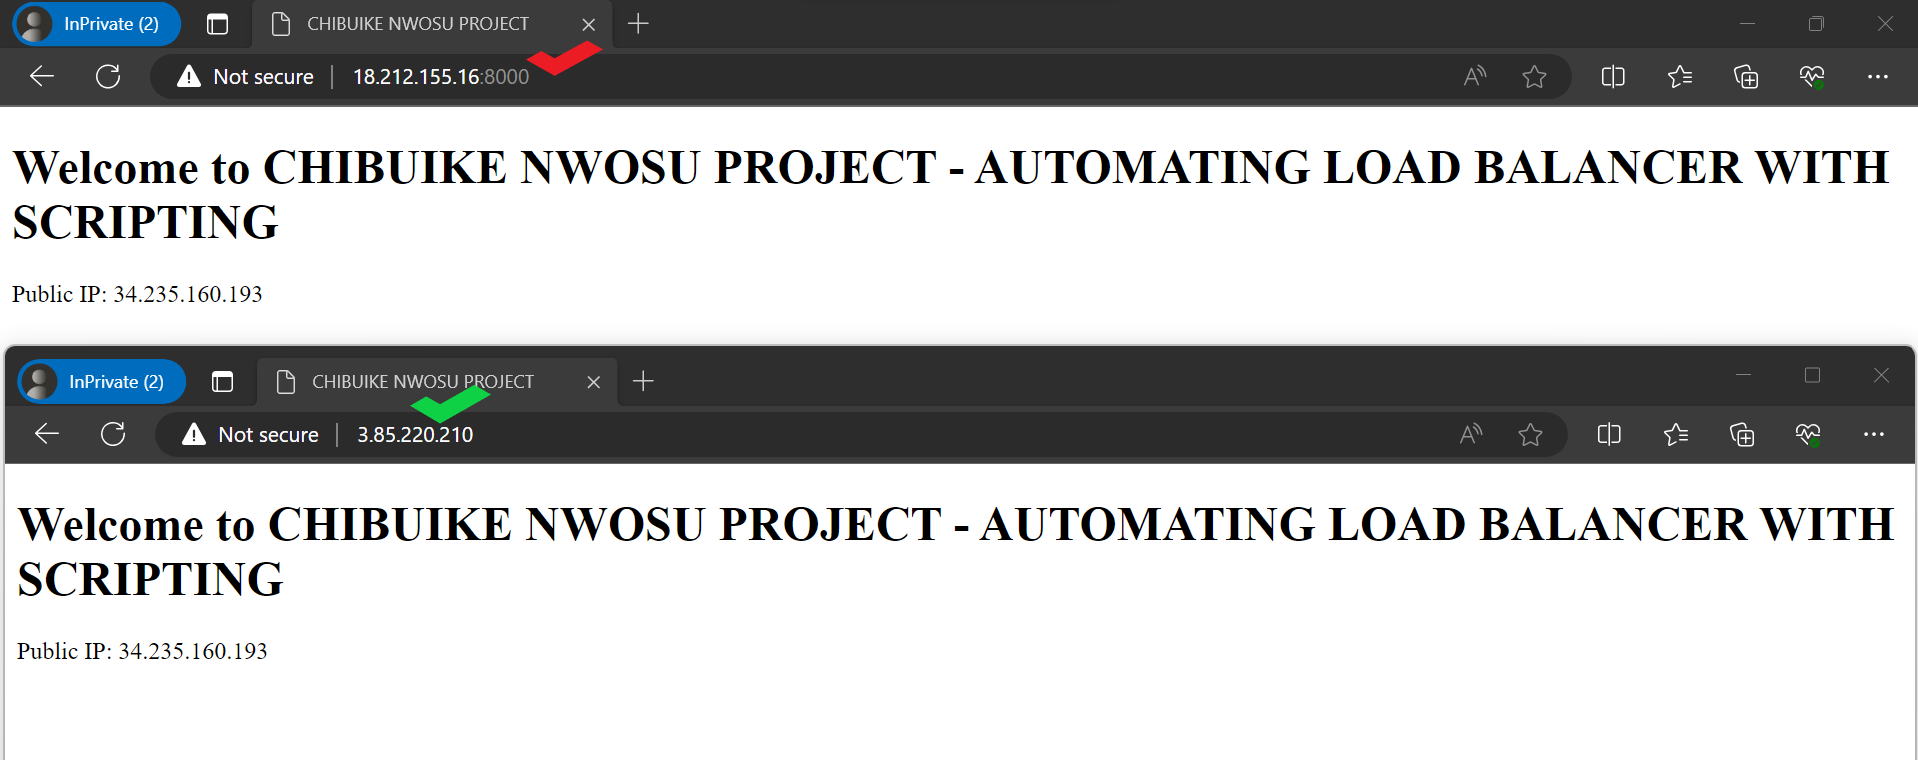 InPrivate (2)
CHIBUIKE NWOSU PROJECT
Not secure
18.212.155.16:8000
Welcome to CHIBUIKE NWOSU PROJECT - AUTOMATING LOAD BALANCER WITH
SCRIPTING
Public IP: 34.235.160.193
InPrivate (2)
CHIBUIKE NWOSU PROJECT
Not secure
3.85.220.210
Welcome to CHIBUIKE NWOSU PROJECT - AUTOMATING LOAD BALANCER WITH
SCRIPTING
Public IP: 34.235.160.193